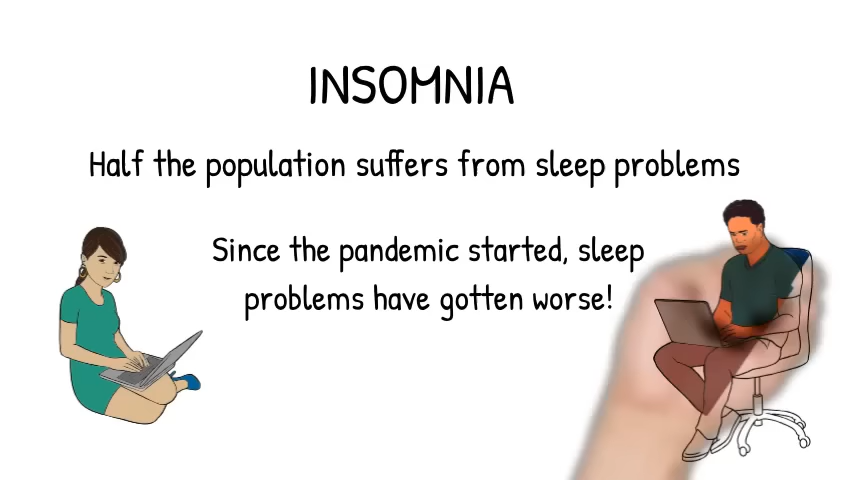 INSOMNIA
Half the population suffers from sleep problems
Since the pandemic started, sleep
problems have gotten worse!